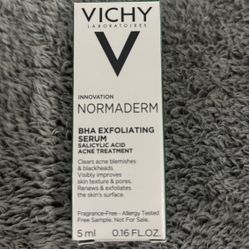 VICHY
LABORATOIRES
INNOVATION
NORMADERM
BHA EXFOLIATING
SERUM
SALICYLIC ACID
ACNE TREATMENT
Clears acne blemishes
& blackheads.
Visibly improves
skin texture & pores.
Renews & exfoliates
the skin's surface.
Fragrance-Free - Allergy Tested
Free Sample. Not For Sale.
5 ml 0.16 FL.OZ.